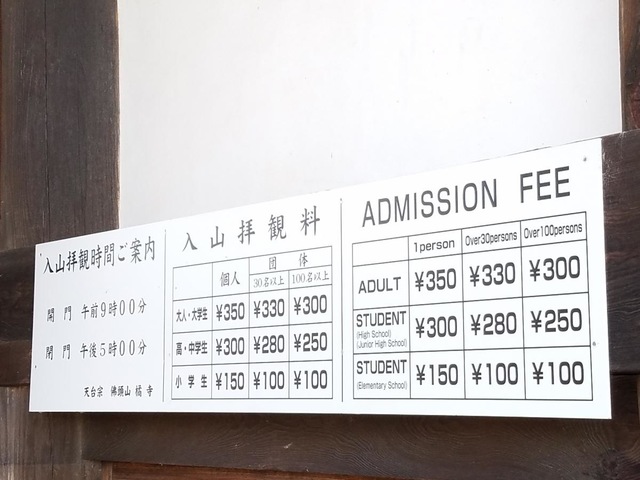 入山拝観時間ご案内
開門 午前9時00分
閉門 午後5時00分
天台宗 佛頭山 橘寺
入山拝観料
個人 団体
30名以上 100名以上
大人・大学生 ¥350 ¥330 ¥300
高・中学生 ¥300 ¥280 ¥250
小学生 ¥150 ¥100 ¥100
ADMISSION FEE
1person Over30persons Over100persons
ADULT ¥350 ¥330 ¥300
STUDENT
(High School)
(Junior High School) ¥300 ¥280 ¥250
STUDENT
(Elementary School) ¥150 ¥100 ¥100